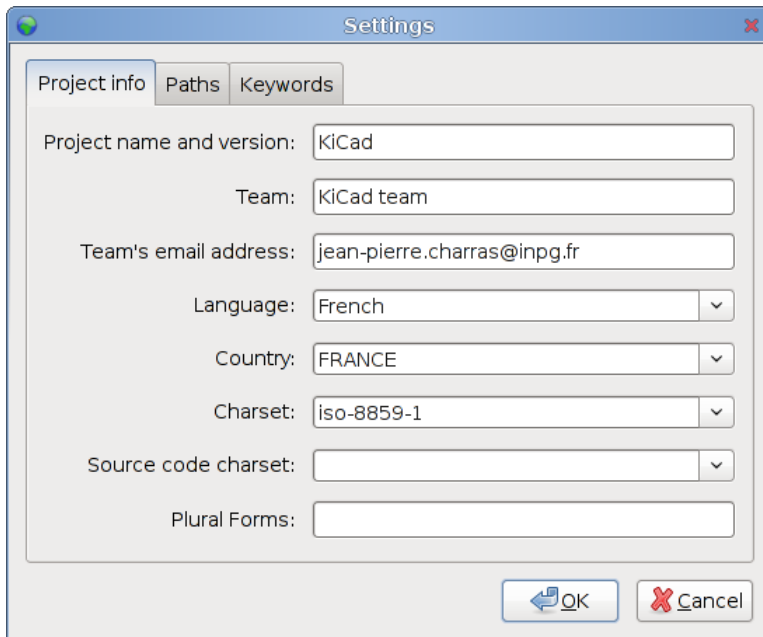 Settings
Project info Paths Keywords
Project name and version: KiCad
Team: KiCad team
Team's email address: jean-pierre.charras@inpg.fr
Language: French
Country: FRANCE
Charset: iso-8859-1
Source code charset:
Plural Forms:
OK Cancel